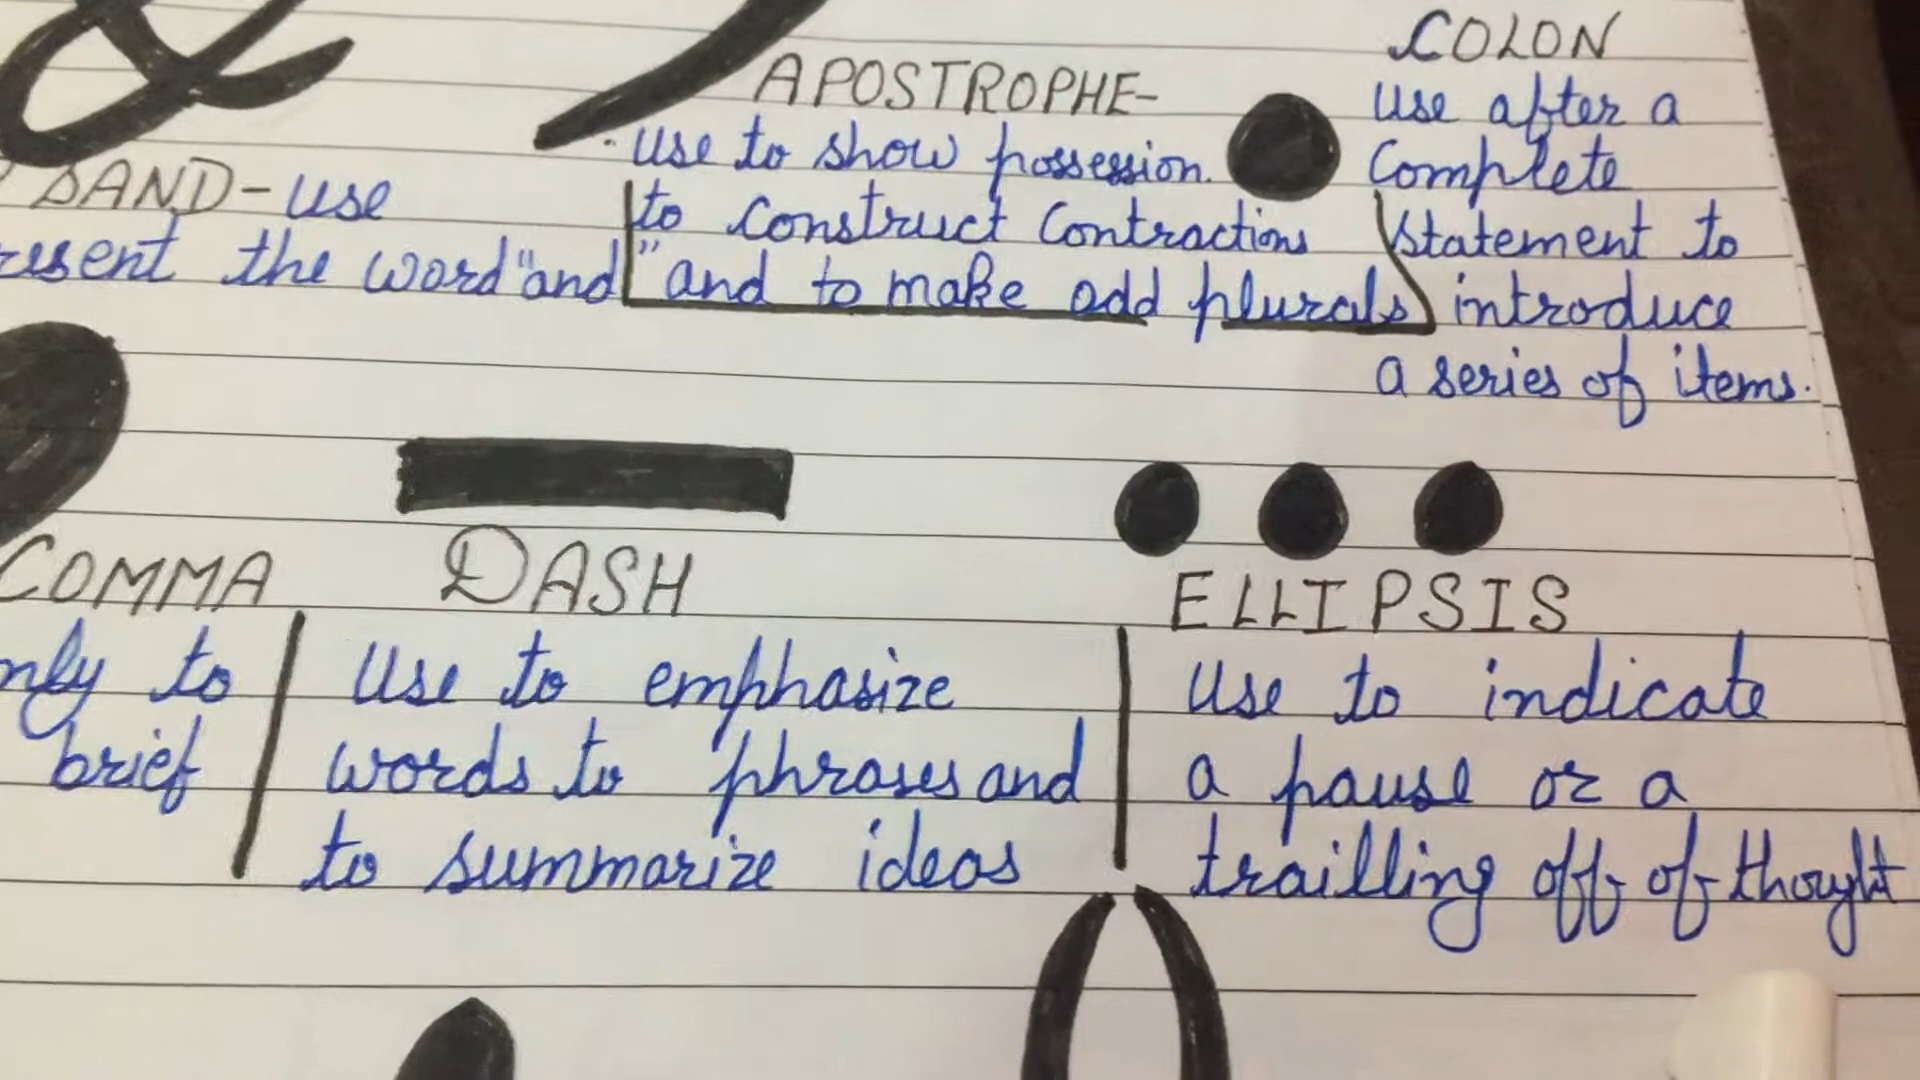 APOSTROPHE-
use to show possession.
to construct contractions
and to make odd plurals
COLON
use after a
complete
statement to
introduce
a series of items.
-use
the word "and"
COMMA
to
brief
DASH
Use to emphasize
words to phrases and
to summarize ideas
ELLIPSIS
Use to indicate
a pause or a
trailling off of thought